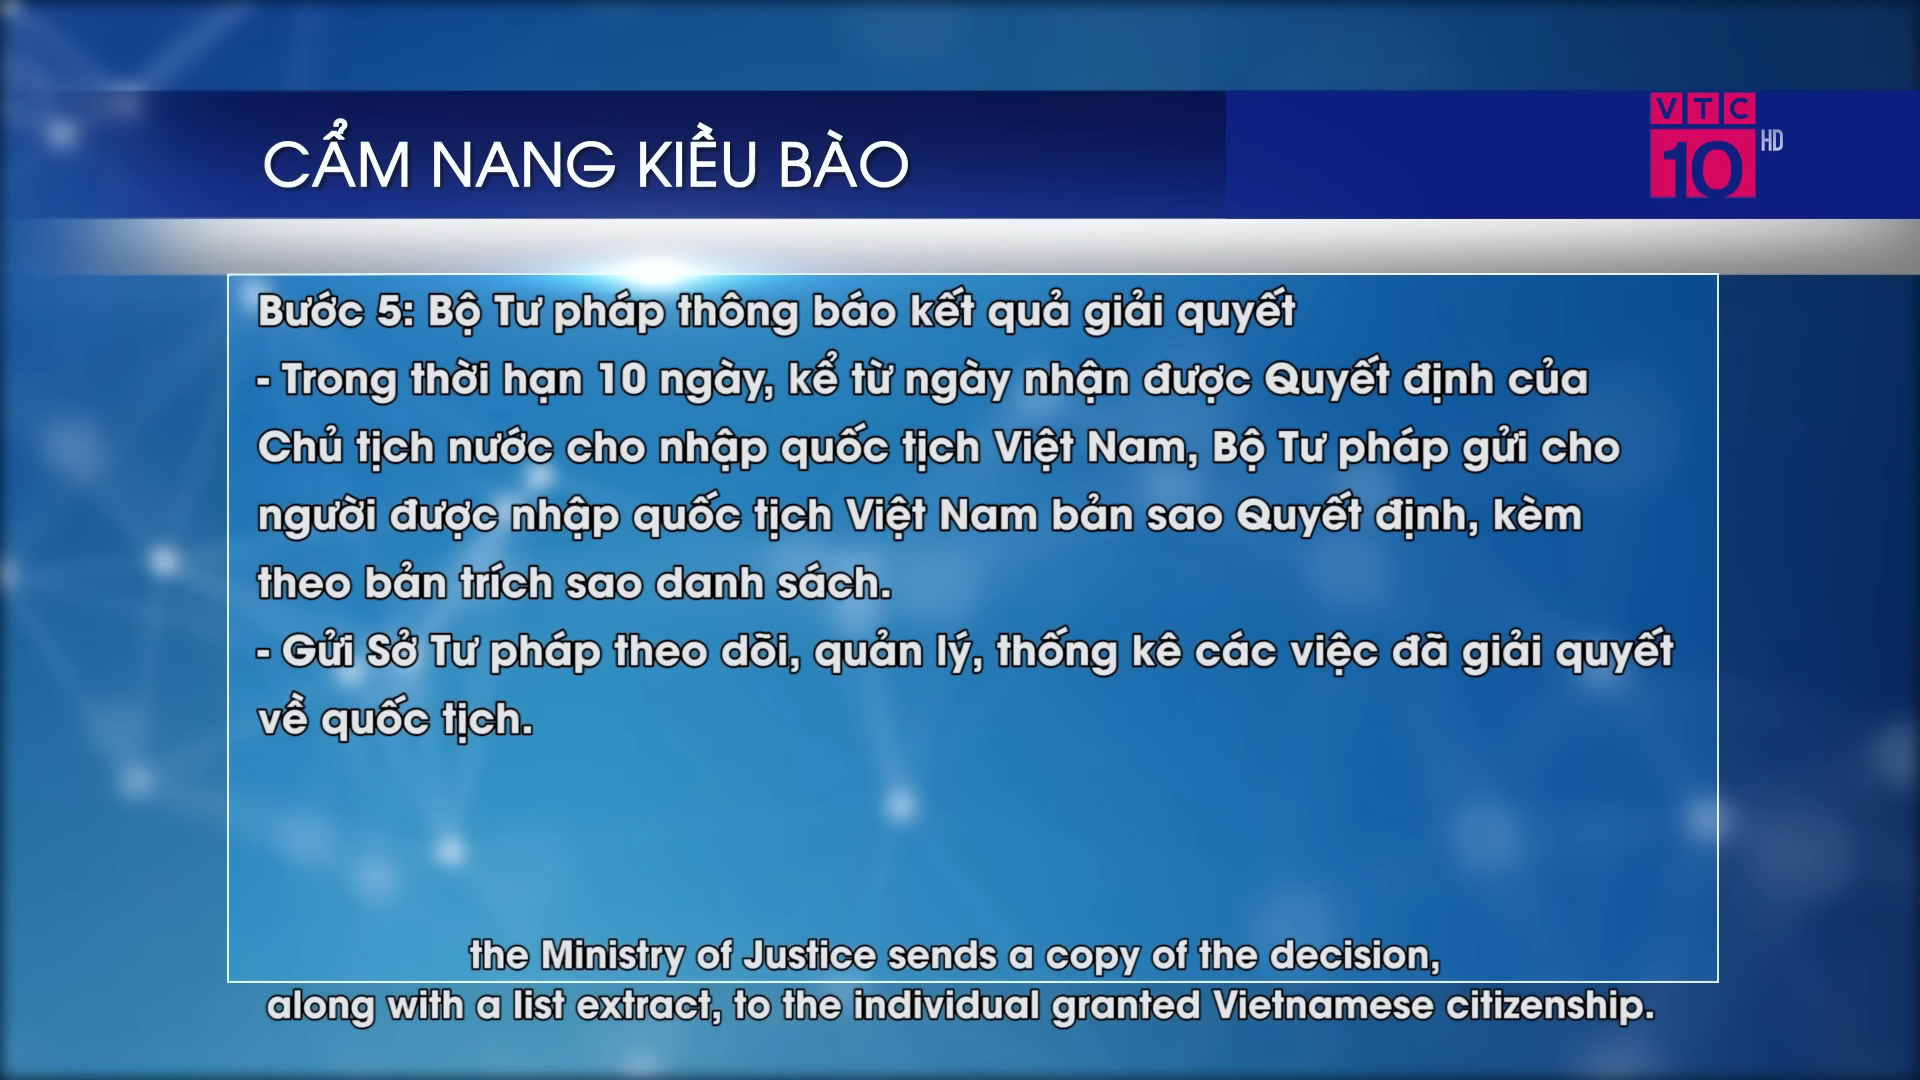 CẨM NANG KIỀU BÀO
VTC
10 HD
Bước 5: Bộ Tư pháp thông báo kết quả giải quyết
- Trong thời hạn 10 ngày, kể từ ngày nhận được Quyết định của
Chủ tịch nước cho nhập quốc tịch Việt Nam, Bộ Tư pháp gửi cho
người được nhập quốc tịch Việt Nam bản sao Quyết định, kèm
theo bản trích sao danh sách.
- Gửi Sở Tư pháp theo dõi, quản lý, thống kê các việc đã giải quyết
về quốc tịch.
the Ministry of Justice sends a copy of the decision,
along with a list extract, to the individual granted Vietnamese citizenship.